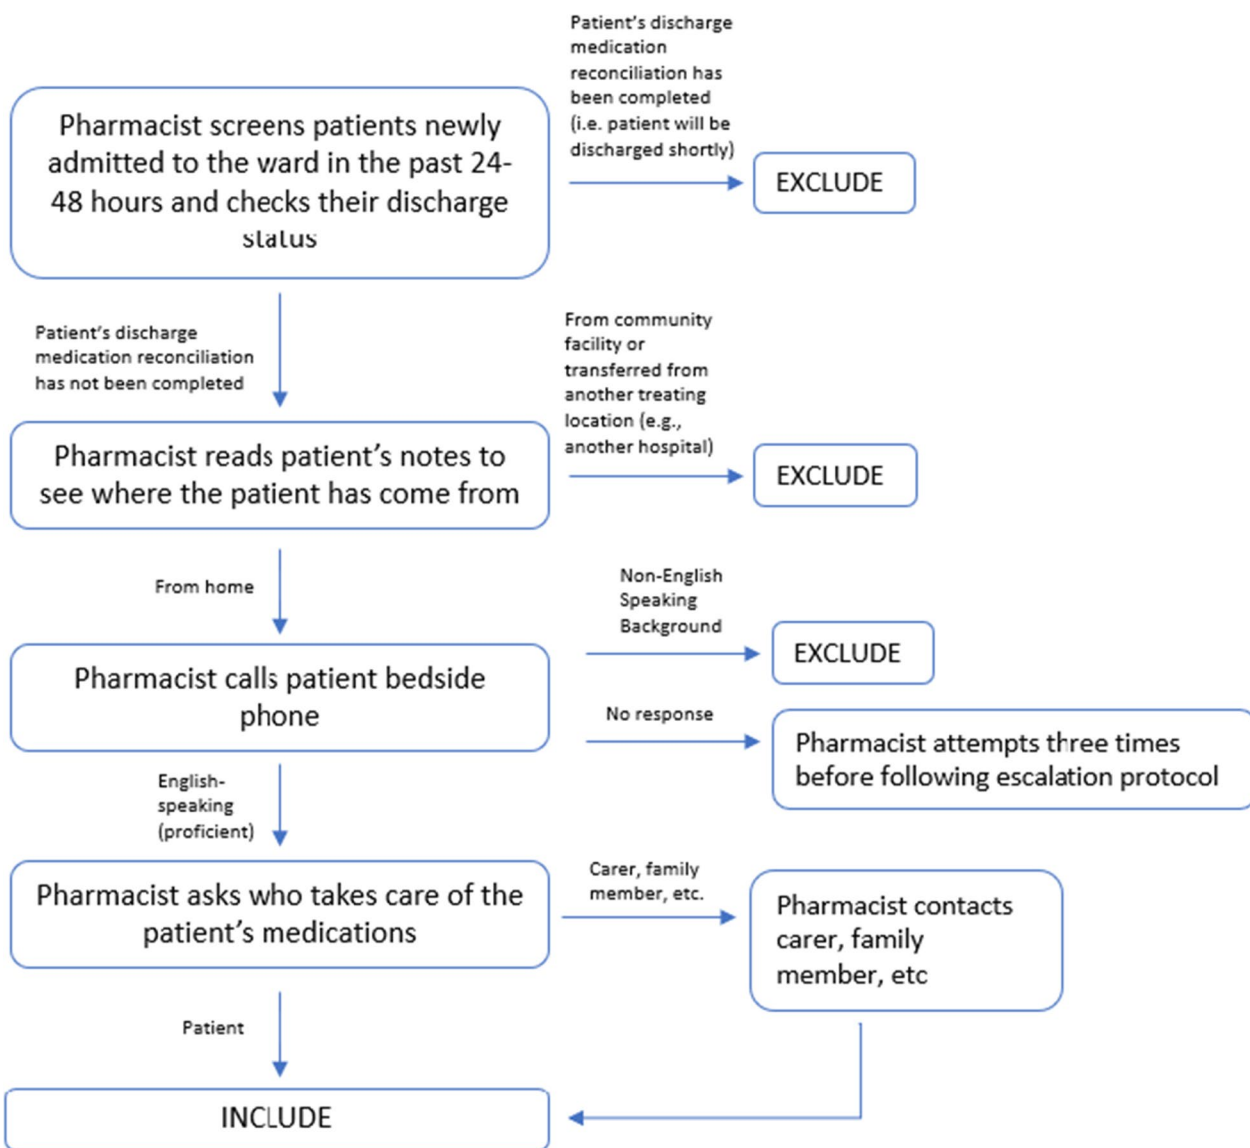 Patient's discharge
medication
reconciliation has
been completed
(i.e. patient will be
discharged shortly)
Pharmacist screens patients newly
admitted to the ward in the past 24-
48 hours and checks their discharge
status
EXCLUDE
Patient's discharge
medication reconciliation
has not been completed
From community
facility or
transferred from
another treating
location (e.g.,
another hospital)
Pharmacist reads patient's notes to
see where the patient has come from
EXCLUDE
From home
Non-English
Speaking
Background
EXCLUDE
Pharmacist calls patient bedside
phone
No response
Pharmacist attempts three times
before following escalation protocol
English-
speaking
(proficient)
Pharmacist asks who takes care of the
patient's medications
Carer, family
member, etc.
Pharmacist contacts
carer, family
member, etc
Patient
INCLUDE